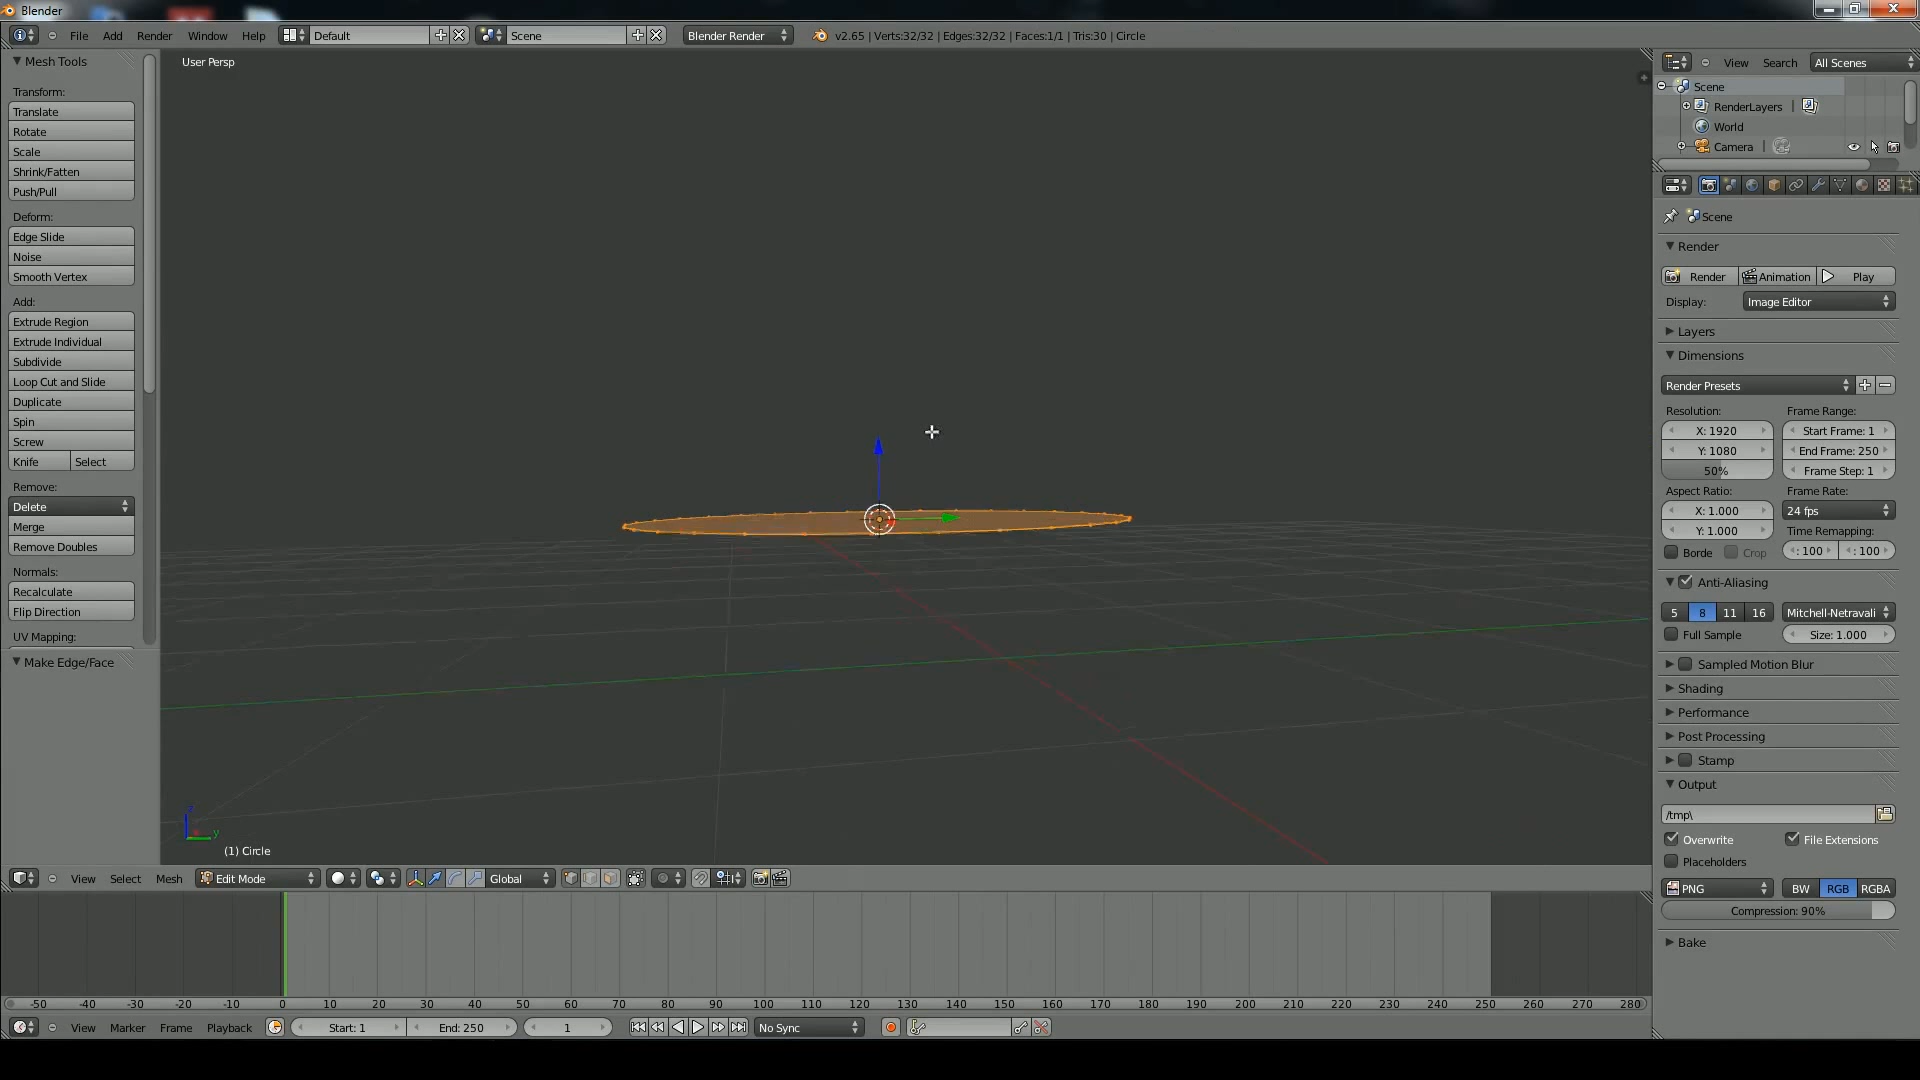 Blender
File Add Render Window Help Default Scene Blender Render v2.65 | Verts:32/32 | Edges:32/32 | Faces:1/1 | Tris:30 | Circle
Mesh Tools
Transform:
Translate
Rotate
Scale
Shrink/Fatten
Push/Pull
Deform:
Edge Slide
Noise
Smooth Vertex
Add:
Extrude Region
Extrude Individual
Subdivide
Loop Cut and Slide
Duplicate
Spin
Screw
Knife Select
Remove:
Delete
Merge
Remove Doubles
Normals:
Recalculate
Flip Direction
UV Mapping:
Make Edge/Face
User Persp
z
y
(1) Circle
View Select Mesh Edit Mode Global
-50 -40 -30 -20 -10 0 10 20 30 40 50 60 70 80 90 100 110 120 130 140 150 160 170 180 190 200 210 220 230 240 250 260 270 280
View Marker Frame Playback Start: 1 End: 250 1 No Sync
View Search All Scenes
Scene
RenderLayers |
World
Camera |
Scene
Render
Render Animation Play
Display: Image Editor
Layers
Dimensions
Render Presets
Resolution: Frame Range:
X: 1920 Start Frame: 1
Y: 1080 End Frame: 250
50% Frame Step: 1
Aspect Ratio: Frame Rate:
X: 1.000 24 fps
Y: 1.000 Time Remapping:
Borde Crop : 100 : 100
Anti-Aliasing
5 8 11 16 Mitchell-Netravali
Full Sample Size: 1.000
Sampled Motion Blur
Shading
Performance
Post Processing
Stamp
Output
/tmp\
Overwrite File Extensions
Placeholders
PNG BW RGB RGBA
Compression: 90%
Bake